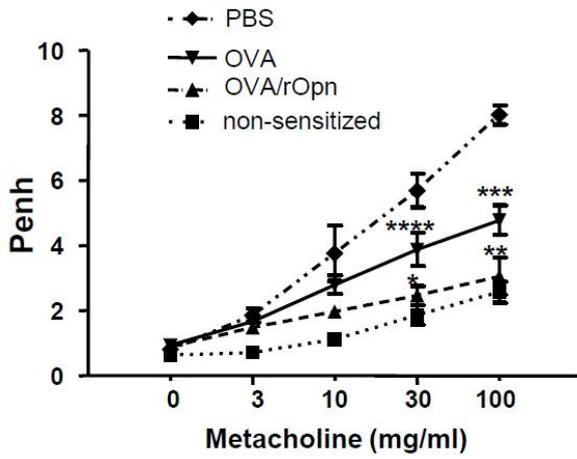 PBS
OVA
OVA/rOpn
non-sensitized
10
8
6
4
2
0
Penh
***
****
**
*
0 3 10 30 100
Metacholine (mg/ml)